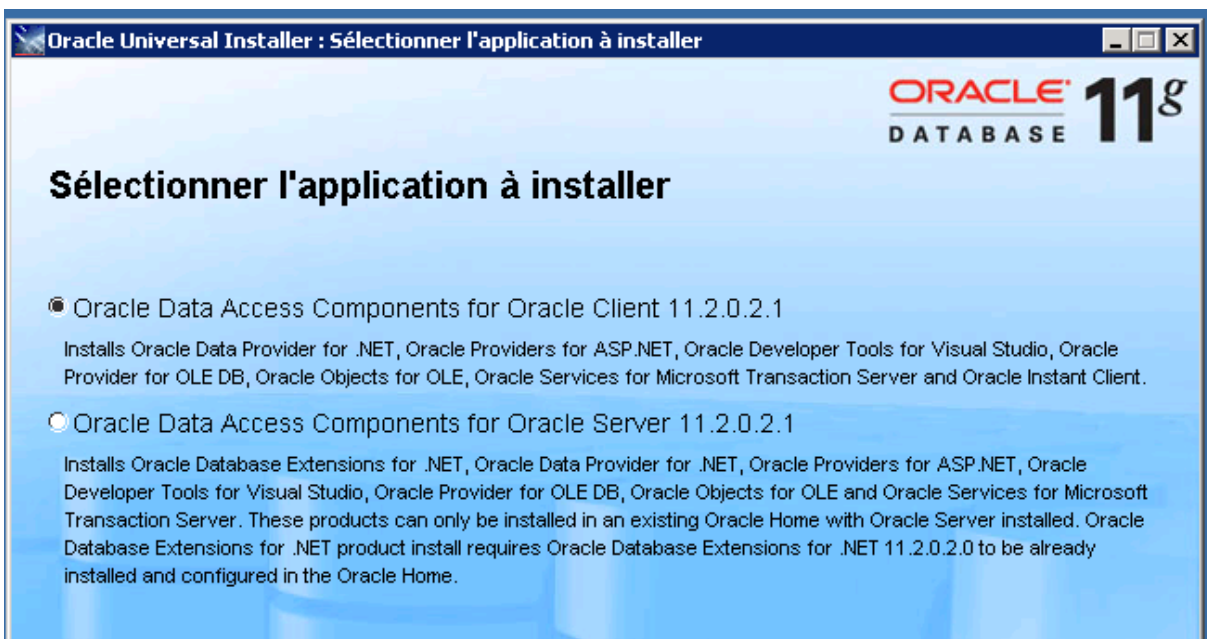 Oracle Universal Installer : Sélectionner l'application à installer
ORACLE 11g
DATABASE
Sélectionner l'application à installer
Oracle Data Access Components for Oracle Client 11.2.0.2.1
Installs Oracle Data Provider for .NET, Oracle Providers for ASP.NET, Oracle Developer Tools for Visual Studio, Oracle
Provider for OLE DB, Oracle Objects for OLE, Oracle Services for Microsoft Transaction Server and Oracle Instant Client.
Oracle Data Access Components for Oracle Server 11.2.0.2.1
Installs Oracle Database Extensions for .NET, Oracle Data Provider for .NET, Oracle Providers for ASP.NET, Oracle
Developer Tools for Visual Studio, Oracle Provider for OLE DB, Oracle Objects for OLE and Oracle Services for Microsoft
Transaction Server. These products can only be installed in an existing Oracle Home with Oracle Server installed. Oracle
Database Extensions for .NET product install requires Oracle Database Extensions for .NET 11.2.0.2.0 to be already
installed and configured in the Oracle Home.